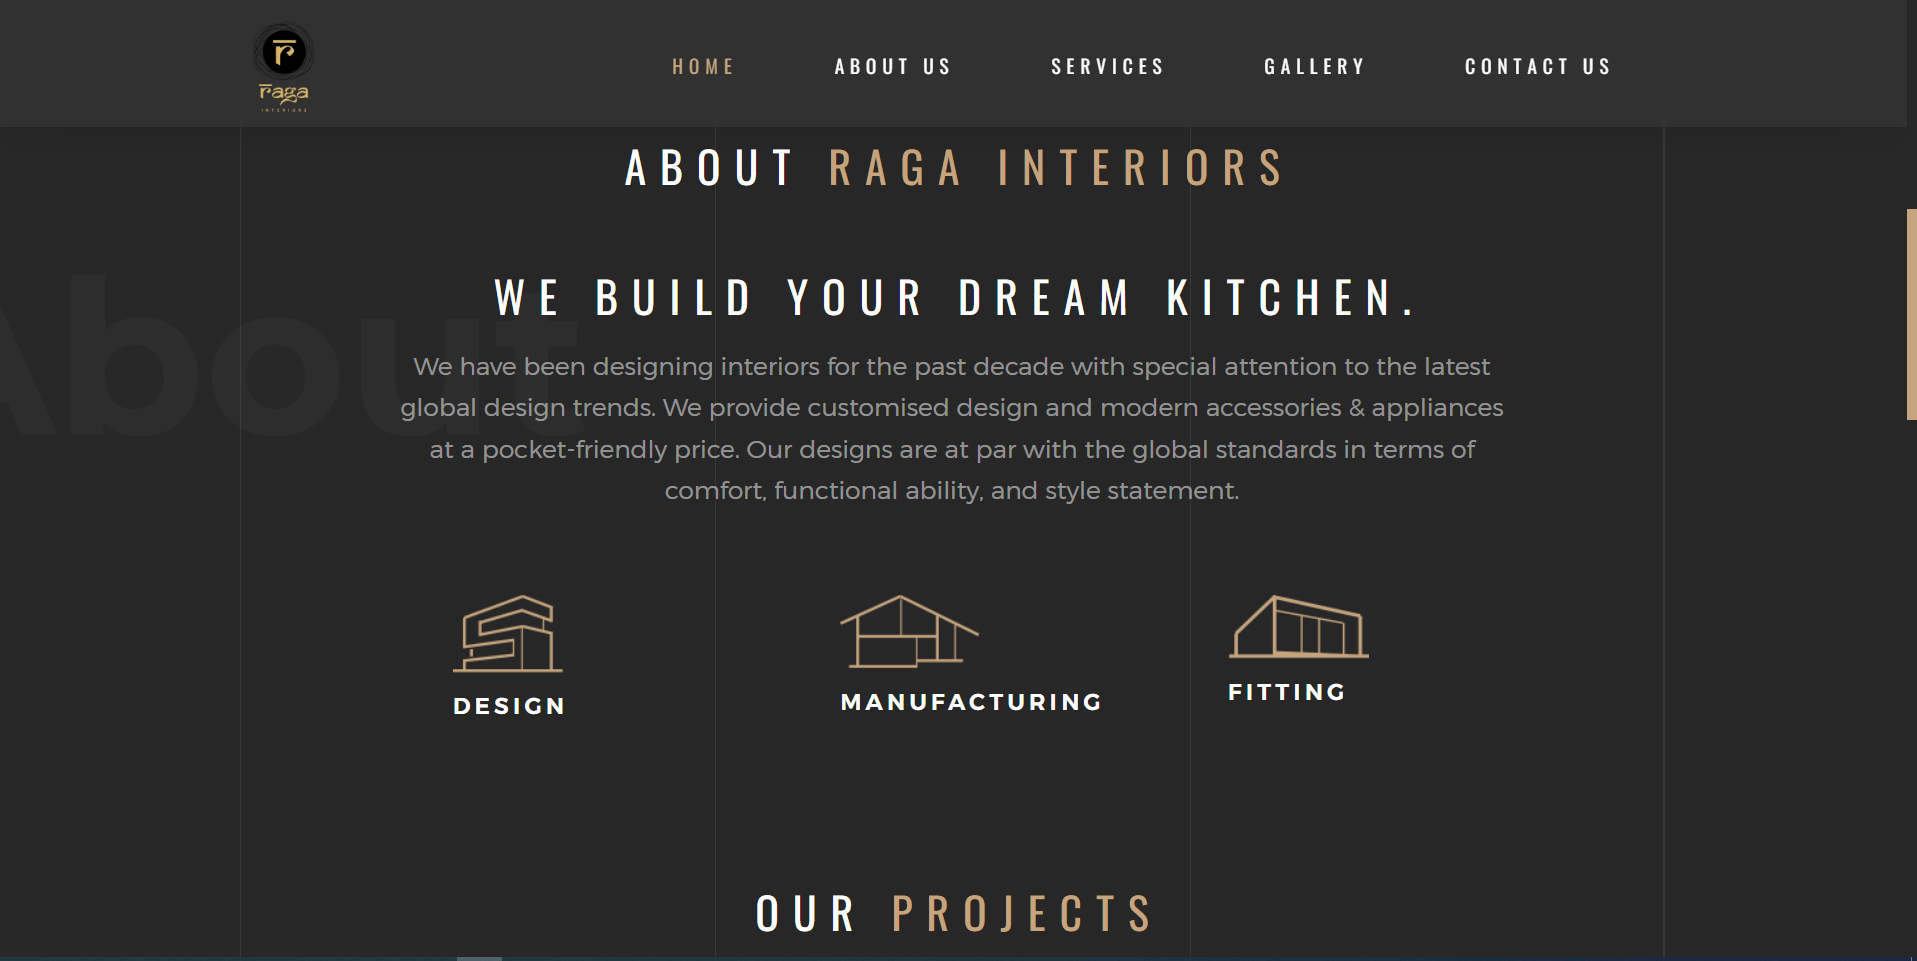 r
raga
INTERIORS
HOME ABOUT US SERVICES GALLERY CONTACT US
ABOUT RAGA INTERIORS
About
WE BUILD YOUR DREAM KITCHEN.
We have been designing interiors for the past decade with special attention to the latest
global design trends. We provide customised design and modern accessories & appliances
at a pocket-friendly price. Our designs are at par with the global standards in terms of
comfort, functional ability, and style statement.
DESIGN MANUFACTURING FITTING
OUR PROJECTS